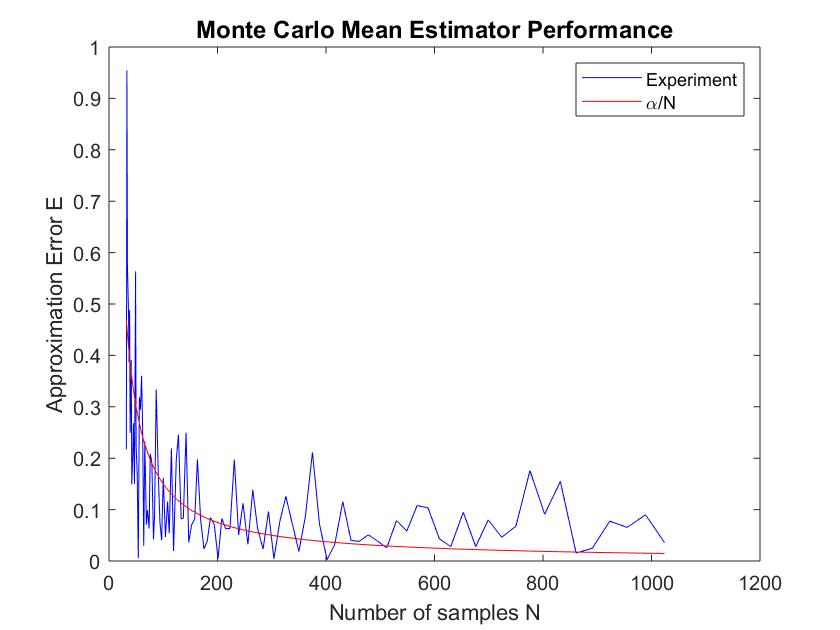 Monte Carlo Mean Estimator Performance
1
0.9
0.8
0.7
0.6
0.5
0.4
0.3
0.2
0.1
0
Approximation Error E
Experiment
α/N
0 200 400 600 800 1000 1200
Number of samples N